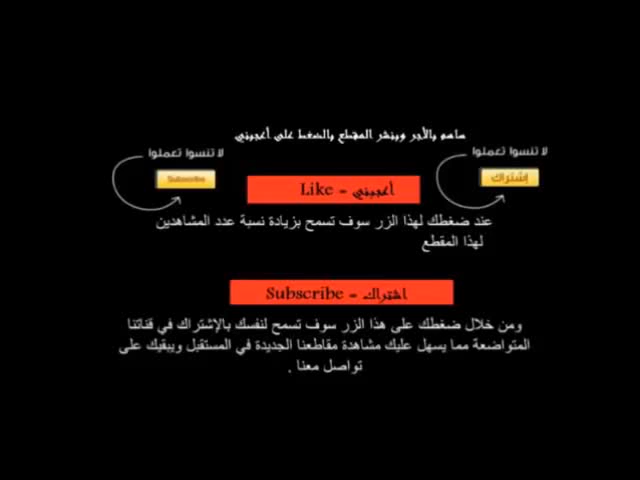 ساهم بالأجر وبنشر المقطع بالضغط على أعجبني
لا تنسوا تعملوا
إشتراك
لا تنسوا تعملوا
Subscribe
أعجبني = Like
عند ضغطك لهذا الزر سوف تسمح بزيادة نسبة عدد المشاهدين
لهذا المقطع
اشتراك = Subscribe
ومن خلال ضغطك على هذا الزر سوف تسمح لنفسك بالإشتراك في قناتنا
المتواضعة مما يسهل عليك مشاهدة مقاطعنا الجديدة في المستقبل ويبقيك على
تواصل معنا .